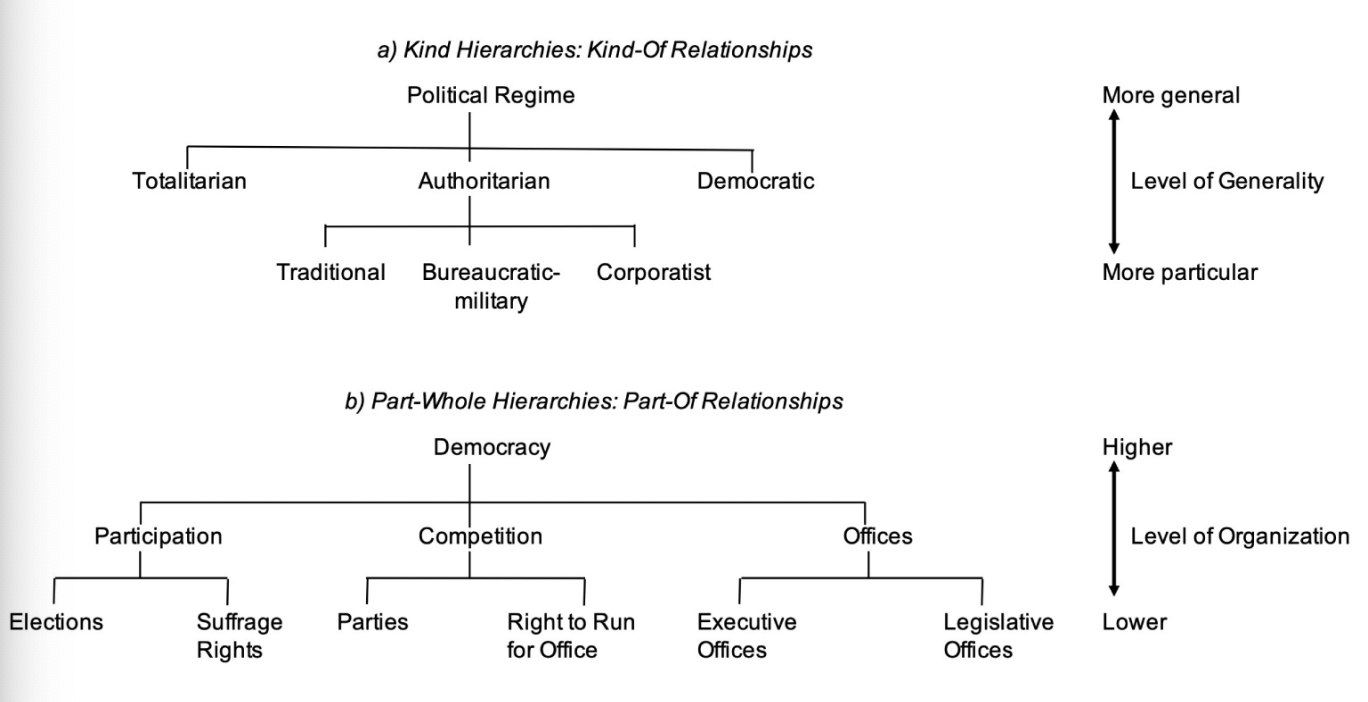 a) Kind Hierarchies: Kind-Of Relationships
Political Regime
More general
Totalitarian
Authoritarian
Democratic
Level of Generality
Traditional
Bureaucratic-
military
Corporatist
More particular
b) Part-Whole Hierarchies: Part-Of Relationships
Democracy
Higher
Participation
Competition
Offices
Level of Organization
Elections
Suffrage
Rights
Parties
Right to Run
for Office
Executive
Offices
Legislative
Offices
Lower